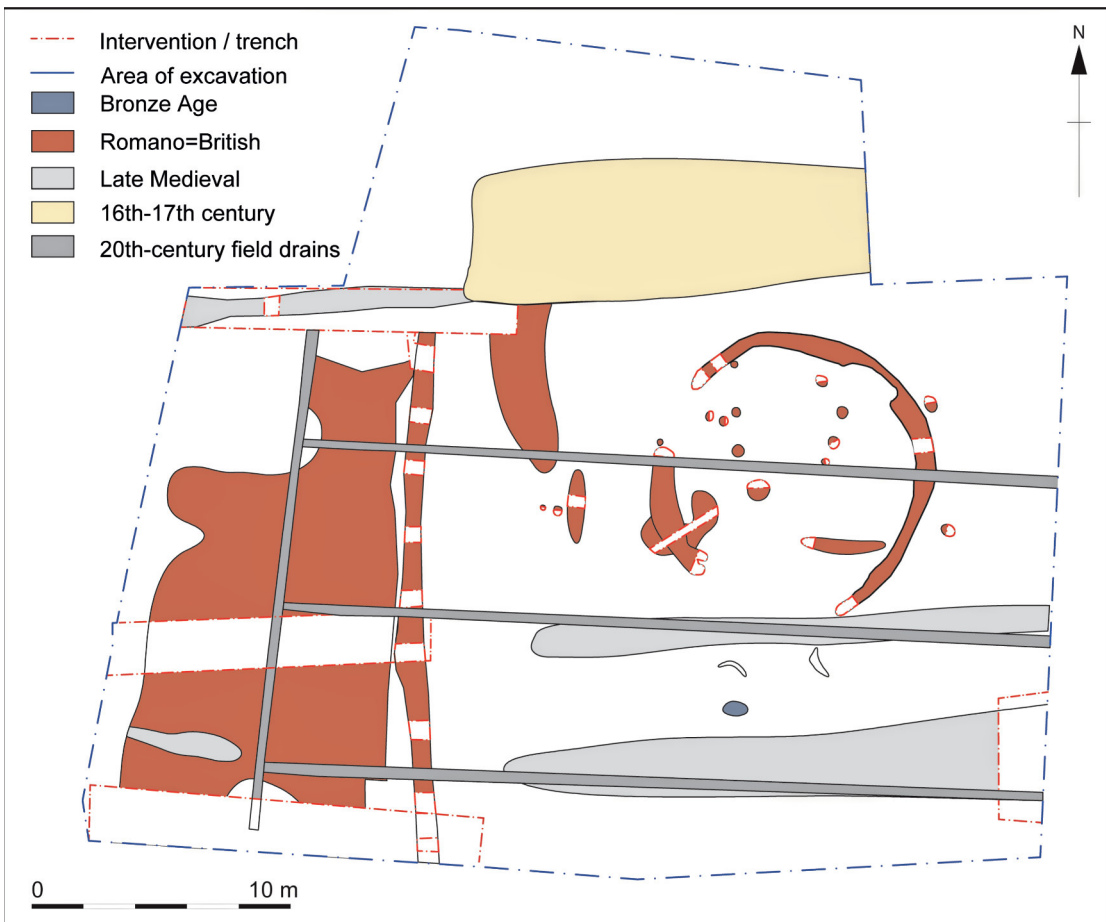 Intervention / trench
Area of excavation
Bronze Age
Romano=British
Late Medieval
16th-17th century
20th-century field drains
N
0 10 m